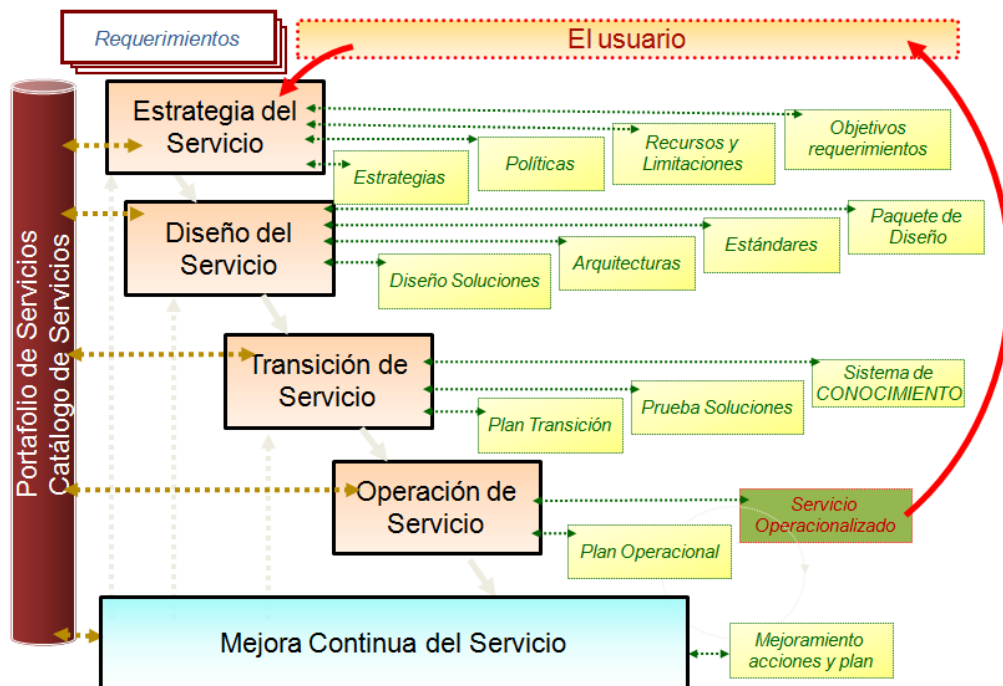 Requerimientos
El usuario
Portafolio de Servicios
Catálogo de Servicios
Estrategia del
Servicio
Estrategias
Políticas
Recursos y
Limitaciones
Objetivos
requerimientos
Diseño del
Servicio
Diseño Soluciones
Arquitecturas
Estándares
Paquete de
Diseño
Transición de
Servicio
Plan Transición
Prueba Soluciones
Sistema de
CONOCIMIENTO
Operación de
Servicio
Plan Operacional
Servicio
Operacionalizado
Mejora Continua del Servicio
Mejoramiento
acciones y plan